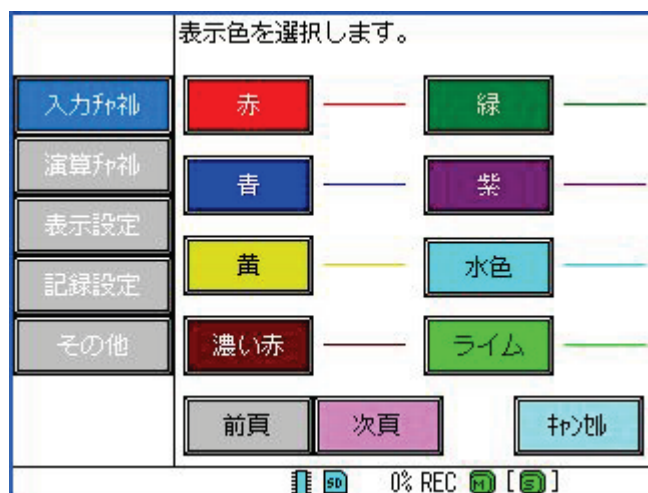 表示色を選択します。
入力ﾁｬﾈﾙ
演算ﾁｬﾈﾙ
表示設定
記録設定
その他
赤
緑
青
紫
黄
水色
濃い赤
ライム
前頁
次頁
ｷｬﾝｾﾙ
SD 0% REC M [S]